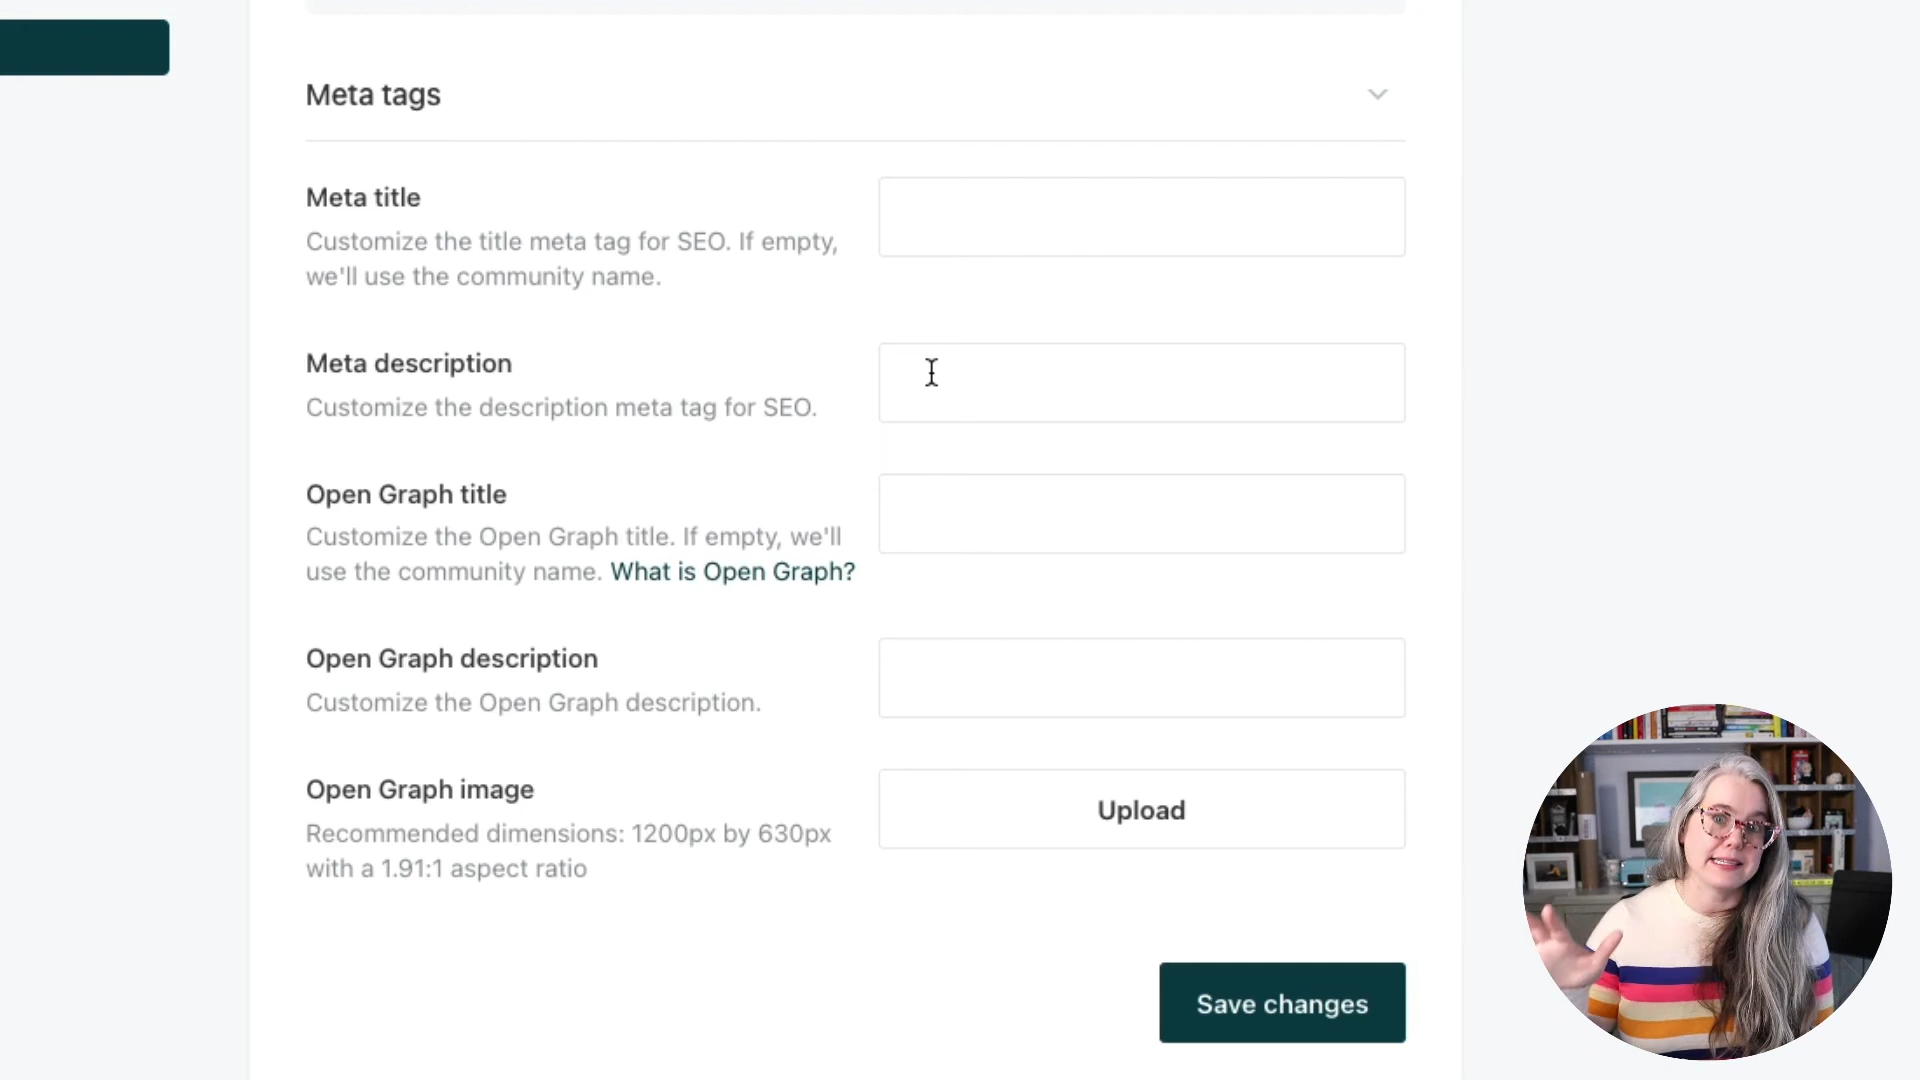 Meta tags
Meta title
Customize the title meta tag for SEO. If empty,
we'll use the community name.
Meta description
Customize the description meta tag for SEO.
Open Graph title
Customize the Open Graph title. If empty, we'll
use the community name. What is Open Graph?
Open Graph description
Customize the Open Graph description.
Open Graph image
Recommended dimensions: 1200px by 630px
with a 1.91:1 aspect ratio
Upload
Save changes